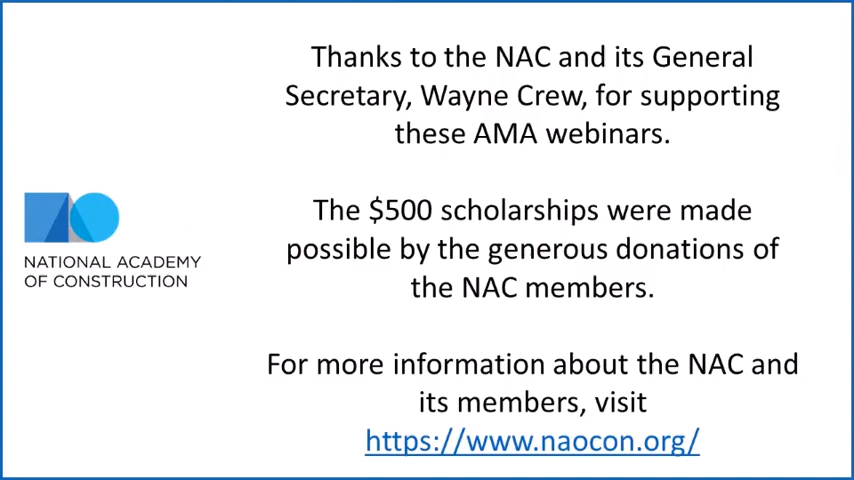 Thanks to the NAC and its General
Secretary, Wayne Crew, for supporting
these AMA webinars.
The $500 scholarships were made
possible by the generous donations of
the NAC members.
NATIONAL ACADEMY
OF CONSTRUCTION
For more information about the NAC and
its members, visit
https://www.naocon.org/